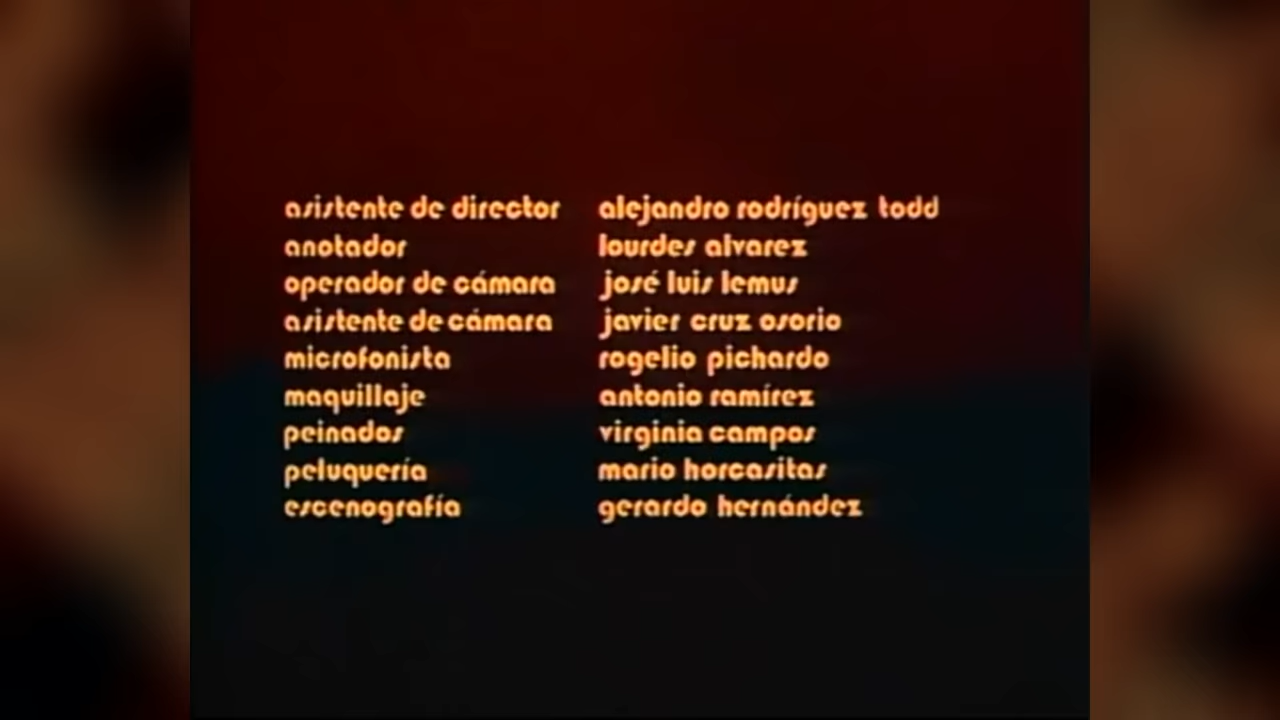 asistente de director alejandro rodríguez todd
anotador lourdes alvarez
operador de cámara josé luis lemus
asistente de cámara javier cruz osorio
microfonista rogelio pichardo
maquillaje antonio ramírez
peinados virginia campos
peluquería mario horcasitas
escenografía gerardo hernández